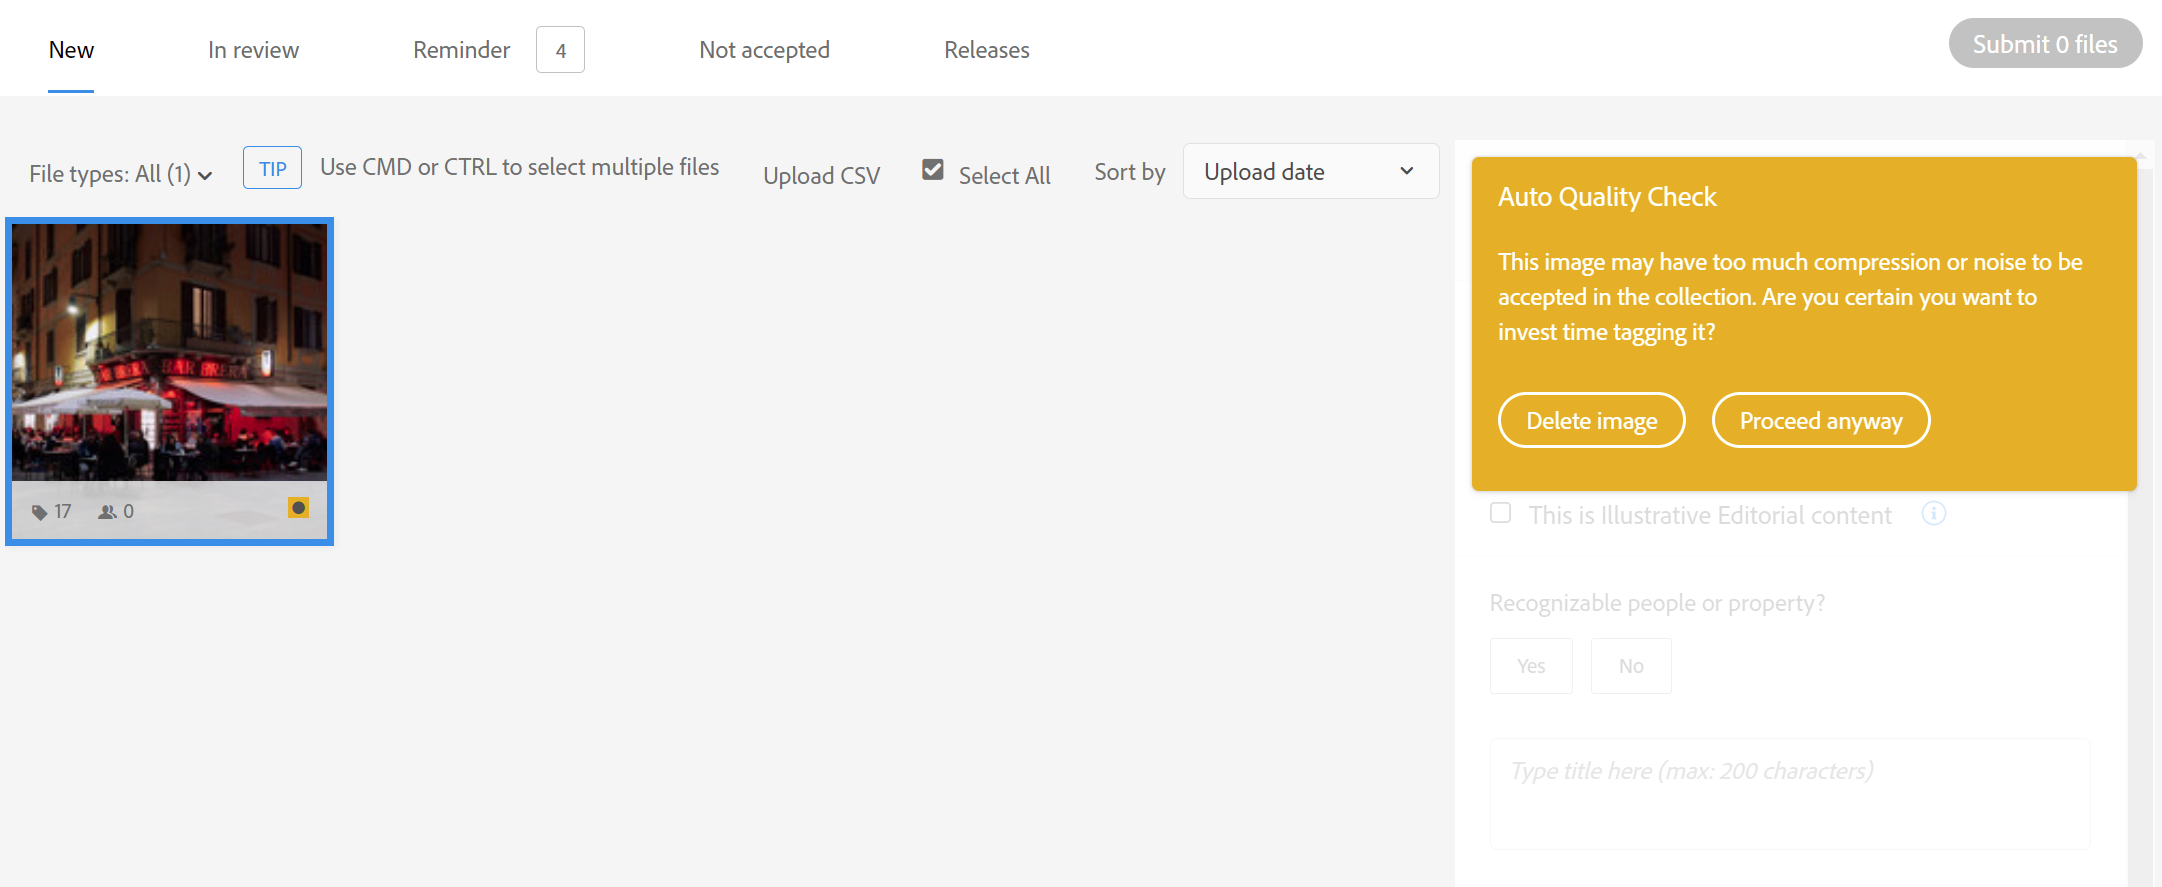 New
In review
Reminder
4
Not accepted
Releases
Submit 0 files
File types: All (1)
TIP
Use CMD or CTRL to select multiple files
Upload CSV
Select All
Sort by
Upload date
BAR BRERA
17
0
Auto Quality Check
This image may have too much compression or noise to be
accepted in the collection. Are you certain you want to
invest time tagging it?
Delete image
Proceed anyway
This is Illustrative Editorial content
Recognizable people or property?
Yes
No
Type title here (max: 200 characters)